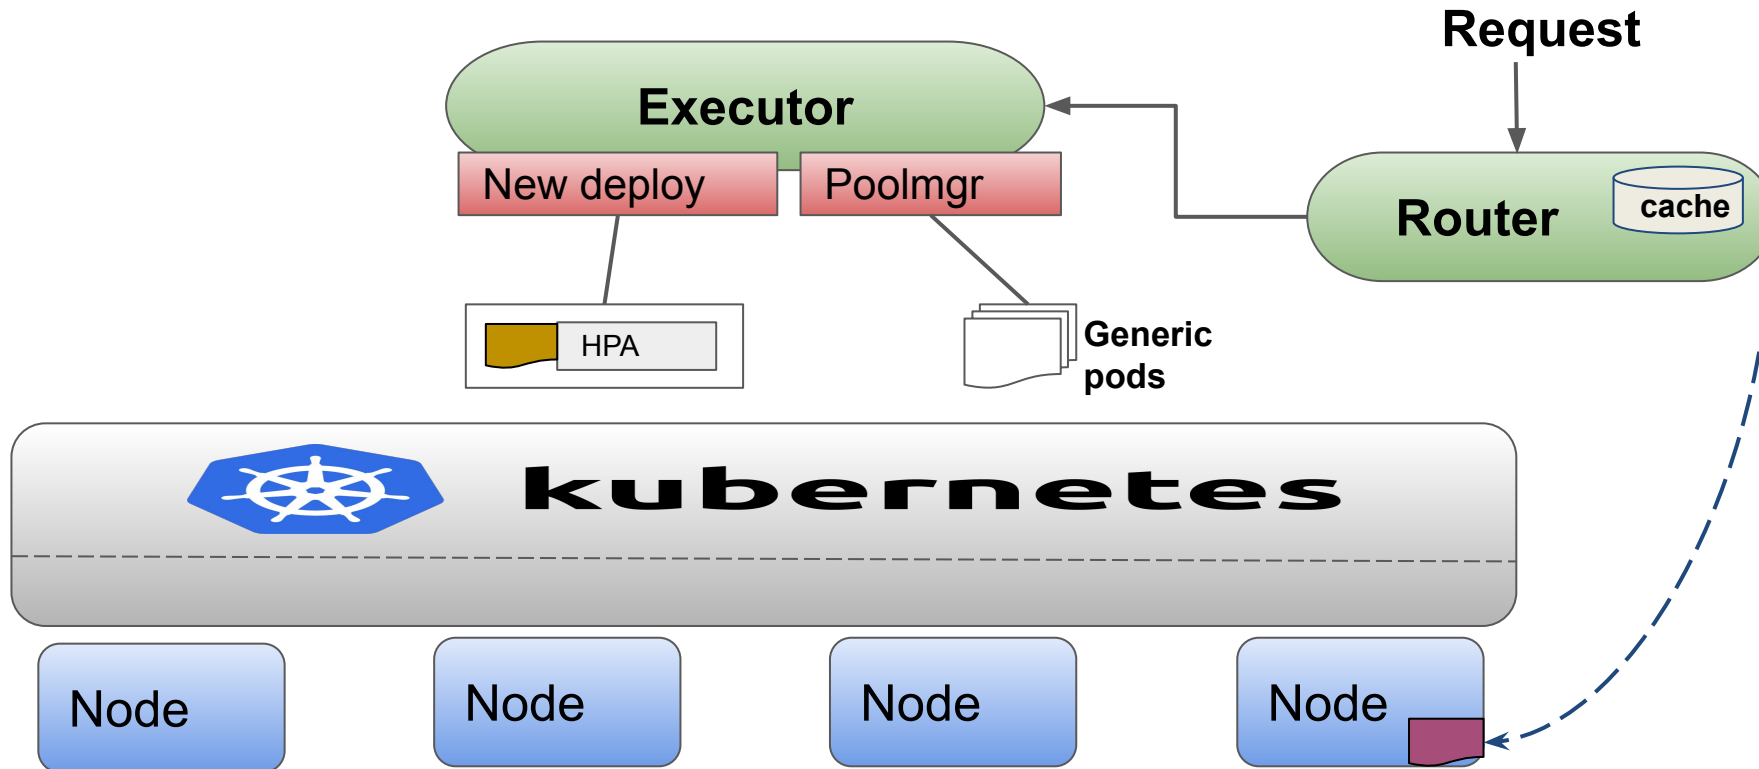 Request
Executor
New deploy
Poolmgr
Router
cache
HPA
Generic
pods
kubernetes
Node
Node
Node
Node